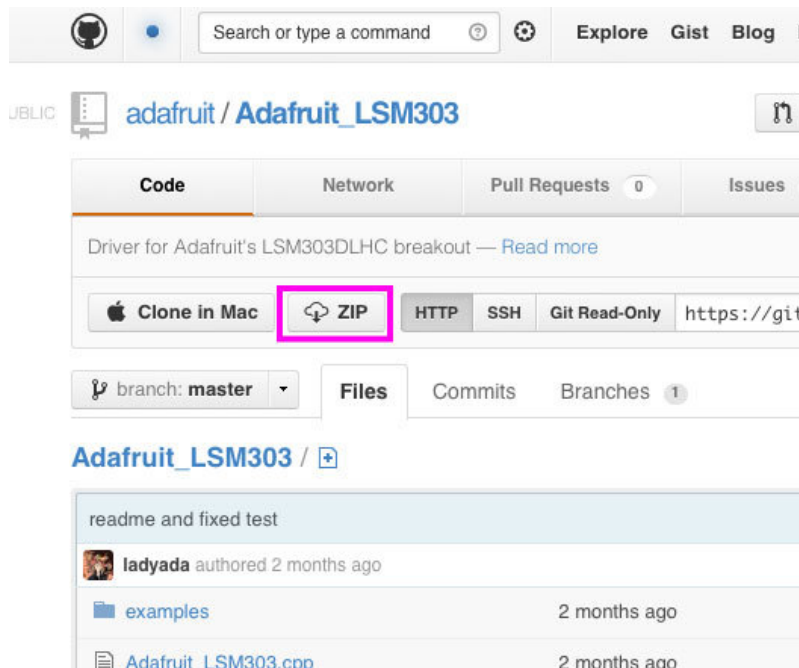 Search or type a command
Explore Gist Blog
UBLIC
adafruit / Adafruit_LSM303
Code Network Pull Requests 0 Issues
Driver for Adafruit's LSM303DLHC breakout — Read more
Clone in Mac ZIP HTTP SSH Git Read-Only https://git
branch: master Files Commits Branches 1
Adafruit_LSM303 /
readme and fixed test
ladyada authored 2 months ago
examples 2 months ago
Adafruit_LSM303.cpp 2 months ago